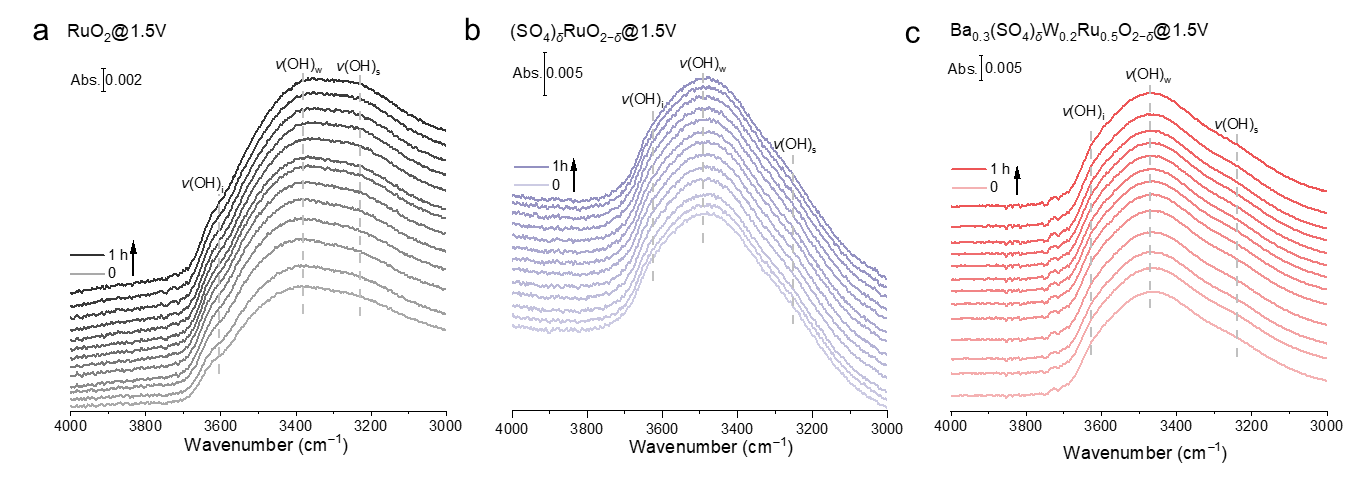 a RuO₂@1.5V
Abs. 0.002
ν(OH)w ν(OH)s
ν(OH)i
1 h
0
4000 3800 3600 3400 3200 3000
Wavenumber (cm⁻¹)
b (SO₄)δRuO₂₋δ@1.5V
Abs. 0.005
ν(OH)w
ν(OH)i
ν(OH)s
1h
0
4000 3800 3600 3400 3200 3000
Wavenumber (cm⁻¹)
c Ba₀.₃(SO₄)δW₀.₂Ru₀.₅O₂₋δ@1.5V
Abs. 0.005
ν(OH)w
ν(OH)i
ν(OH)s
1 h
0
4000 3800 3600 3400 3200 3000
Wavenumber (cm⁻¹)